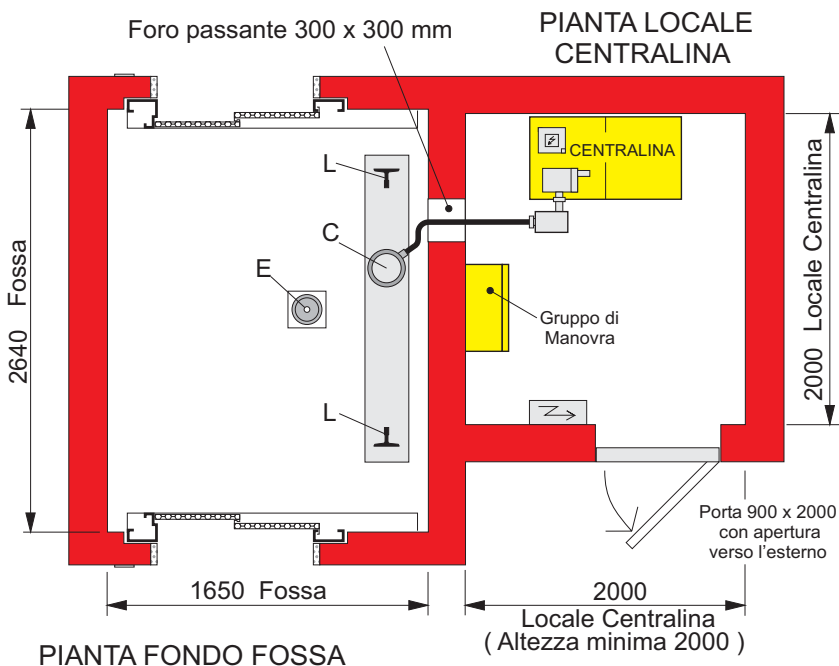 Foro passante 300 x 300 mm
PIANTA LOCALE
CENTRALINA
L
CENTRALINA
C
E
2640 Fossa
Gruppo di
Manovra
2000 Locale Centralina
L
Porta 900 x 2000
con apertura
verso l'esterno
1650 Fossa
2000
Locale Centralina
( Altezza minima 2000 )
PIANTA FONDO FOSSA